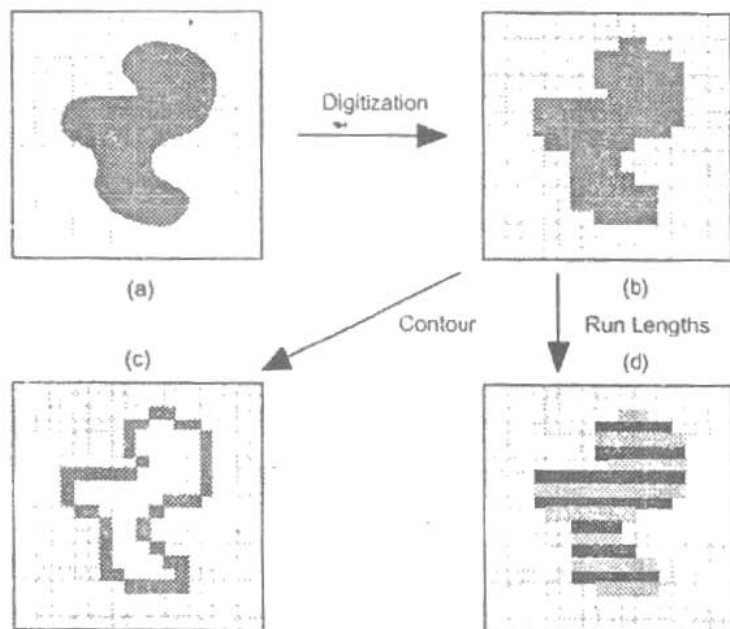 Digitization
(a)
(b)
Contour
Run Lengths
(c)
(d)